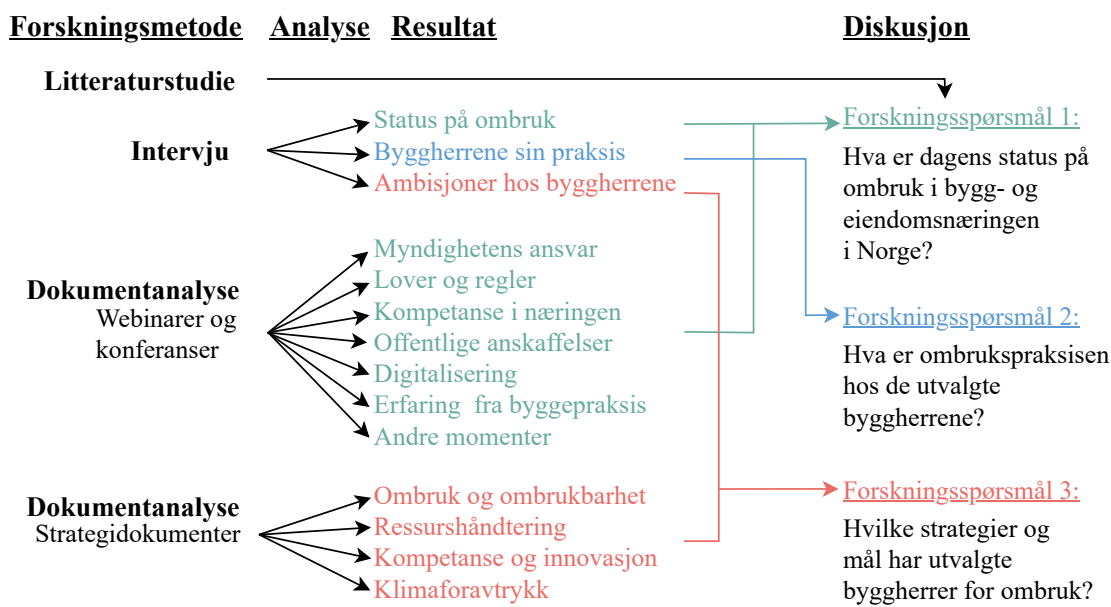 Forskningsmetode Analyse Resultat Diskusjon
Litteraturstudie
Intervju
Status på ombruk
Byggherrene sin praksis
Ambisjoner hos byggherrene
Dokumentanalyse
Webinarer og
konferanser
Myndighetens ansvar
Lover og regler
Kompetanse i næringen
Offentlige anskaffelser
Digitalisering
Erfaring fra byggepraksis
Andre momenter
Dokumentanalyse
Strategidokumenter
Ombruk og ombrukbarhet
Ressurshåndtering
Kompetanse og innovasjon
Klimaforavtrykk
Forskningsspørsmål 1:
Hva er dagens status på
ombruk i bygg- og
eiendomsnæringen
i Norge?
Forskningsspørsmål 2:
Hva er ombrukspraksisen
hos de utvalgte
byggherrene?
Forskningsspørsmål 3:
Hvilke strategier og
mål har utvalgte
byggherrer for ombruk?